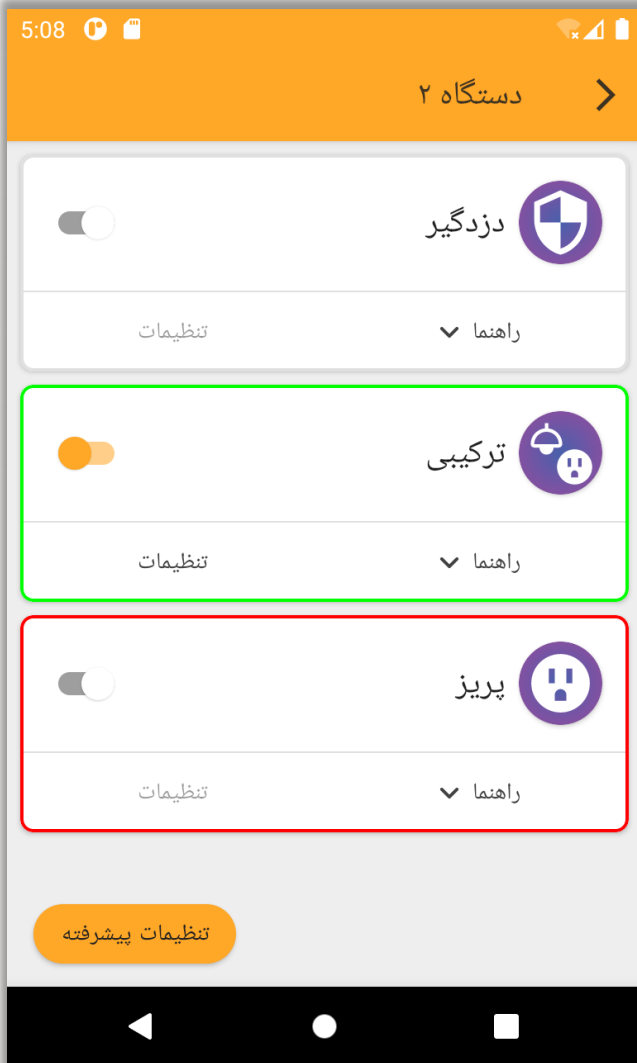 5:08
دستگاه ۲
دزدگیر
راهنما
تنظیمات
ترکیبی
راهنما
تنظیمات
پریز
راهنما
تنظیمات
تنظیمات پیشرفته